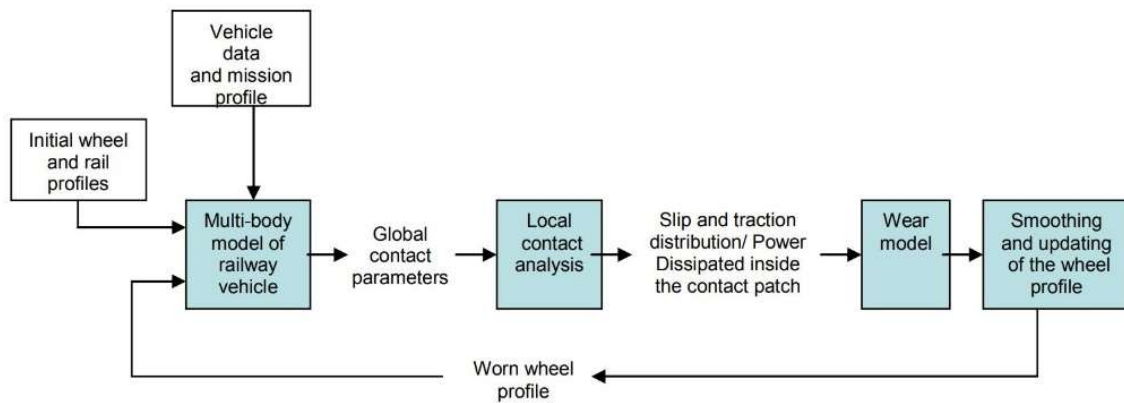 Vehicle
data
and mission
profile
Initial wheel
and rail
profiles
Multi-body
model of
railway
vehicle
Global
contact
parameters
Local
contact
analysis
Slip and traction
distribution/ Power
Dissipated inside
the contact patch
Wear
model
Smoothing
and updating
of the wheel
profile
Worn wheel
profile